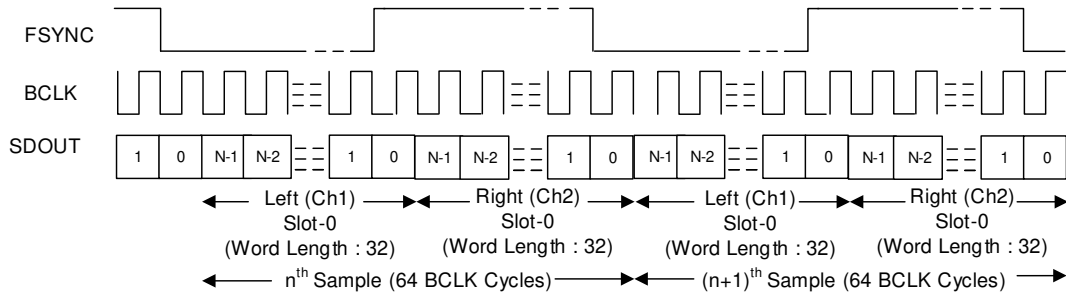 FSYNC
BCLK
SDOUT
1 0 N-1 N-2 1 0 N-1 N-2 1 0 N-1 N-2 1 0 N-1 N-2 1 0
Left (Ch1) Right (Ch2) Left (Ch1) Right (Ch2)
Slot-0 Slot-0 Slot-0 Slot-0
(Word Length : 32) (Word Length : 32) (Word Length : 32) (Word Length : 32)
nth Sample (64 BCLK Cycles) (n+1)th Sample (64 BCLK Cycles)